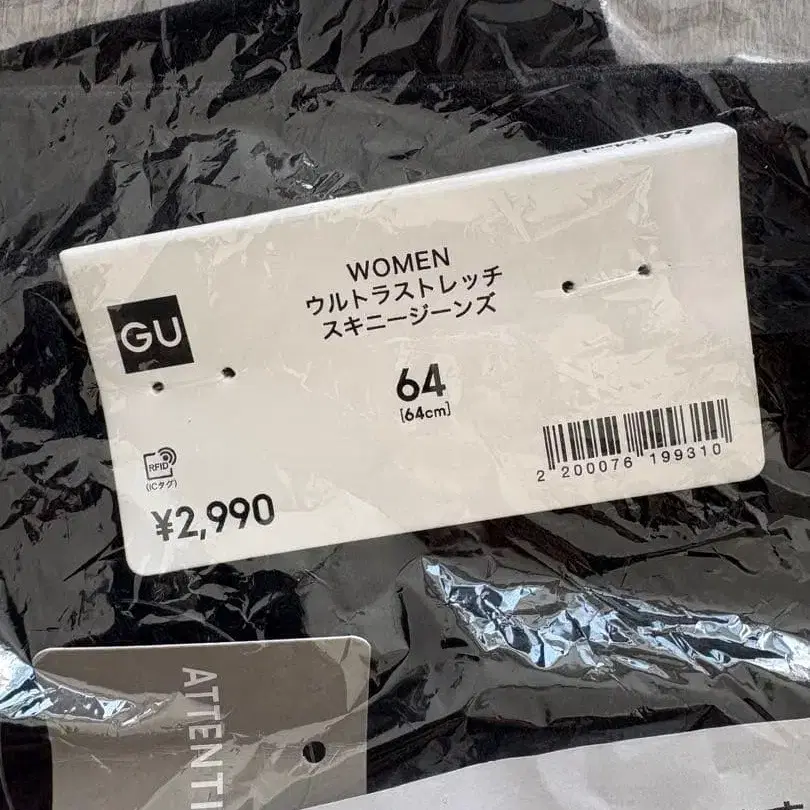 WOMEN
ウルトラストレッチ
スキニージーンズ
GU
64
[64cm]
RFID
(ICタグ)
¥2,990
2 200076 199310
ATTENTI